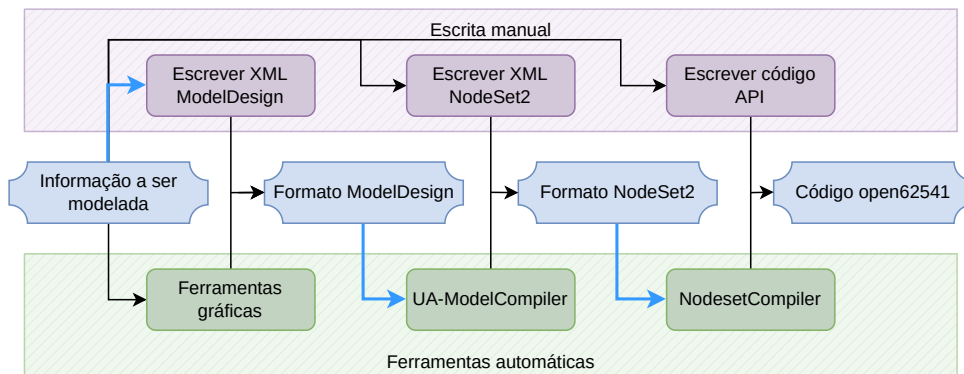 Escrita manual
Escrever XML
ModelDesign
Escrever XML
NodeSet2
Escrever código
API
Informação a ser
modelada
Formato ModelDesign
Formato NodeSet2
Código open62541
Ferramentas
gráficas
UA-ModelCompiler
NodesetCompiler
Ferramentas automáticas